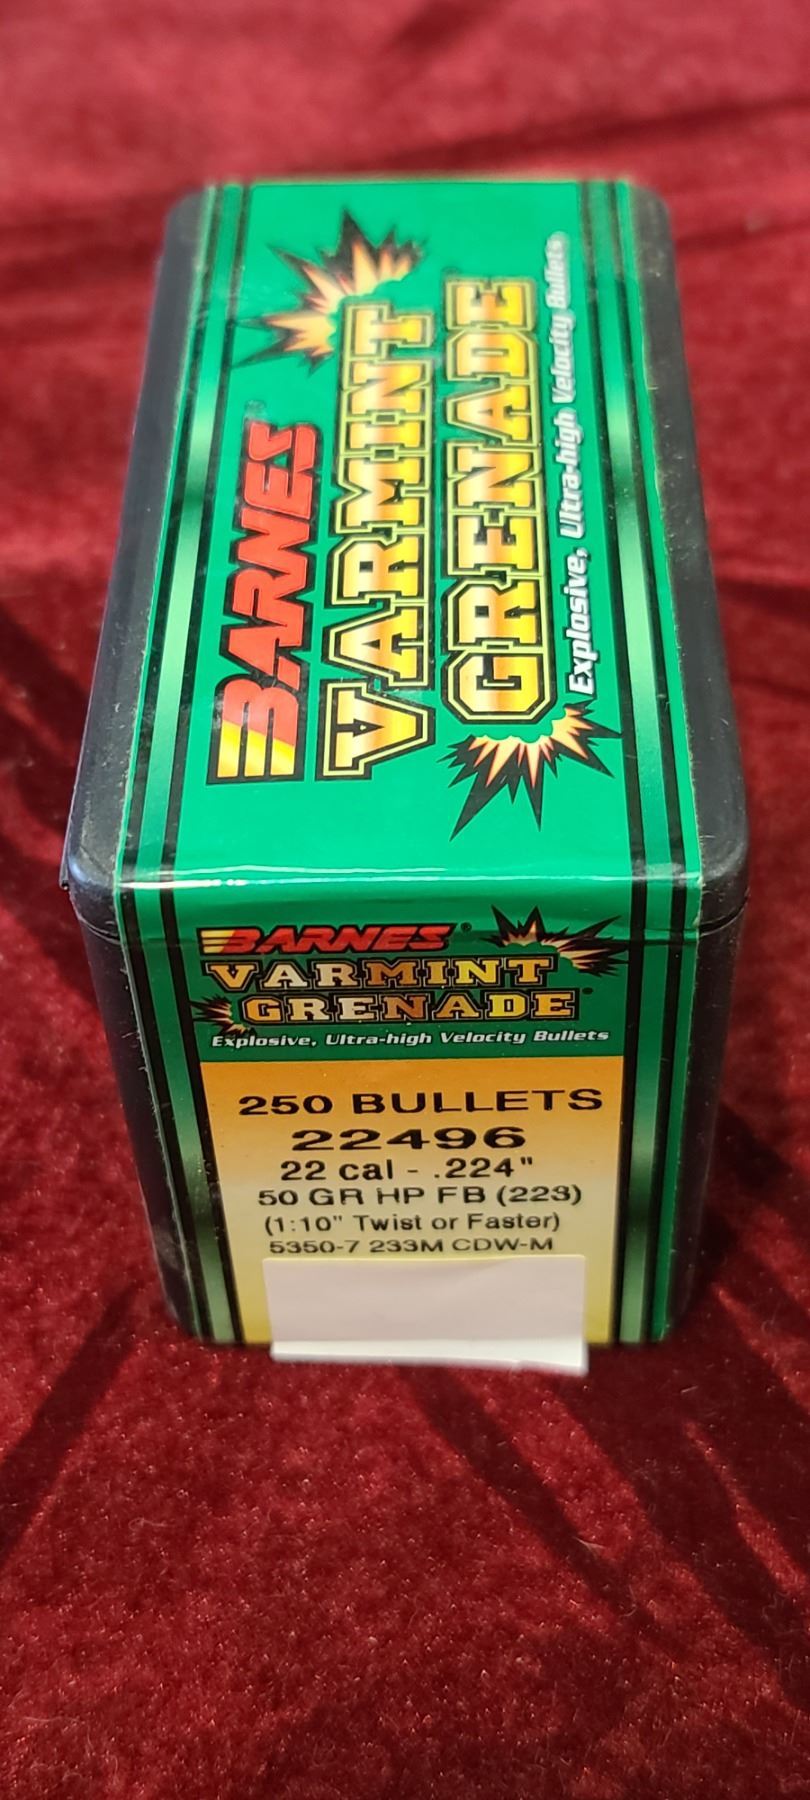 BARNES®
VARMINT
GRENADE
Explosive, Ultra-high Velocity Bullets
BARNES®
VARMINT
GRENADE®
Explosive, Ultra-high Velocity Bullets
250 BULLETS
22496
22 cal - .224"
50 GR HP FB (223)
(1:10" Twist or Faster)
5350-7 233M CDW-M